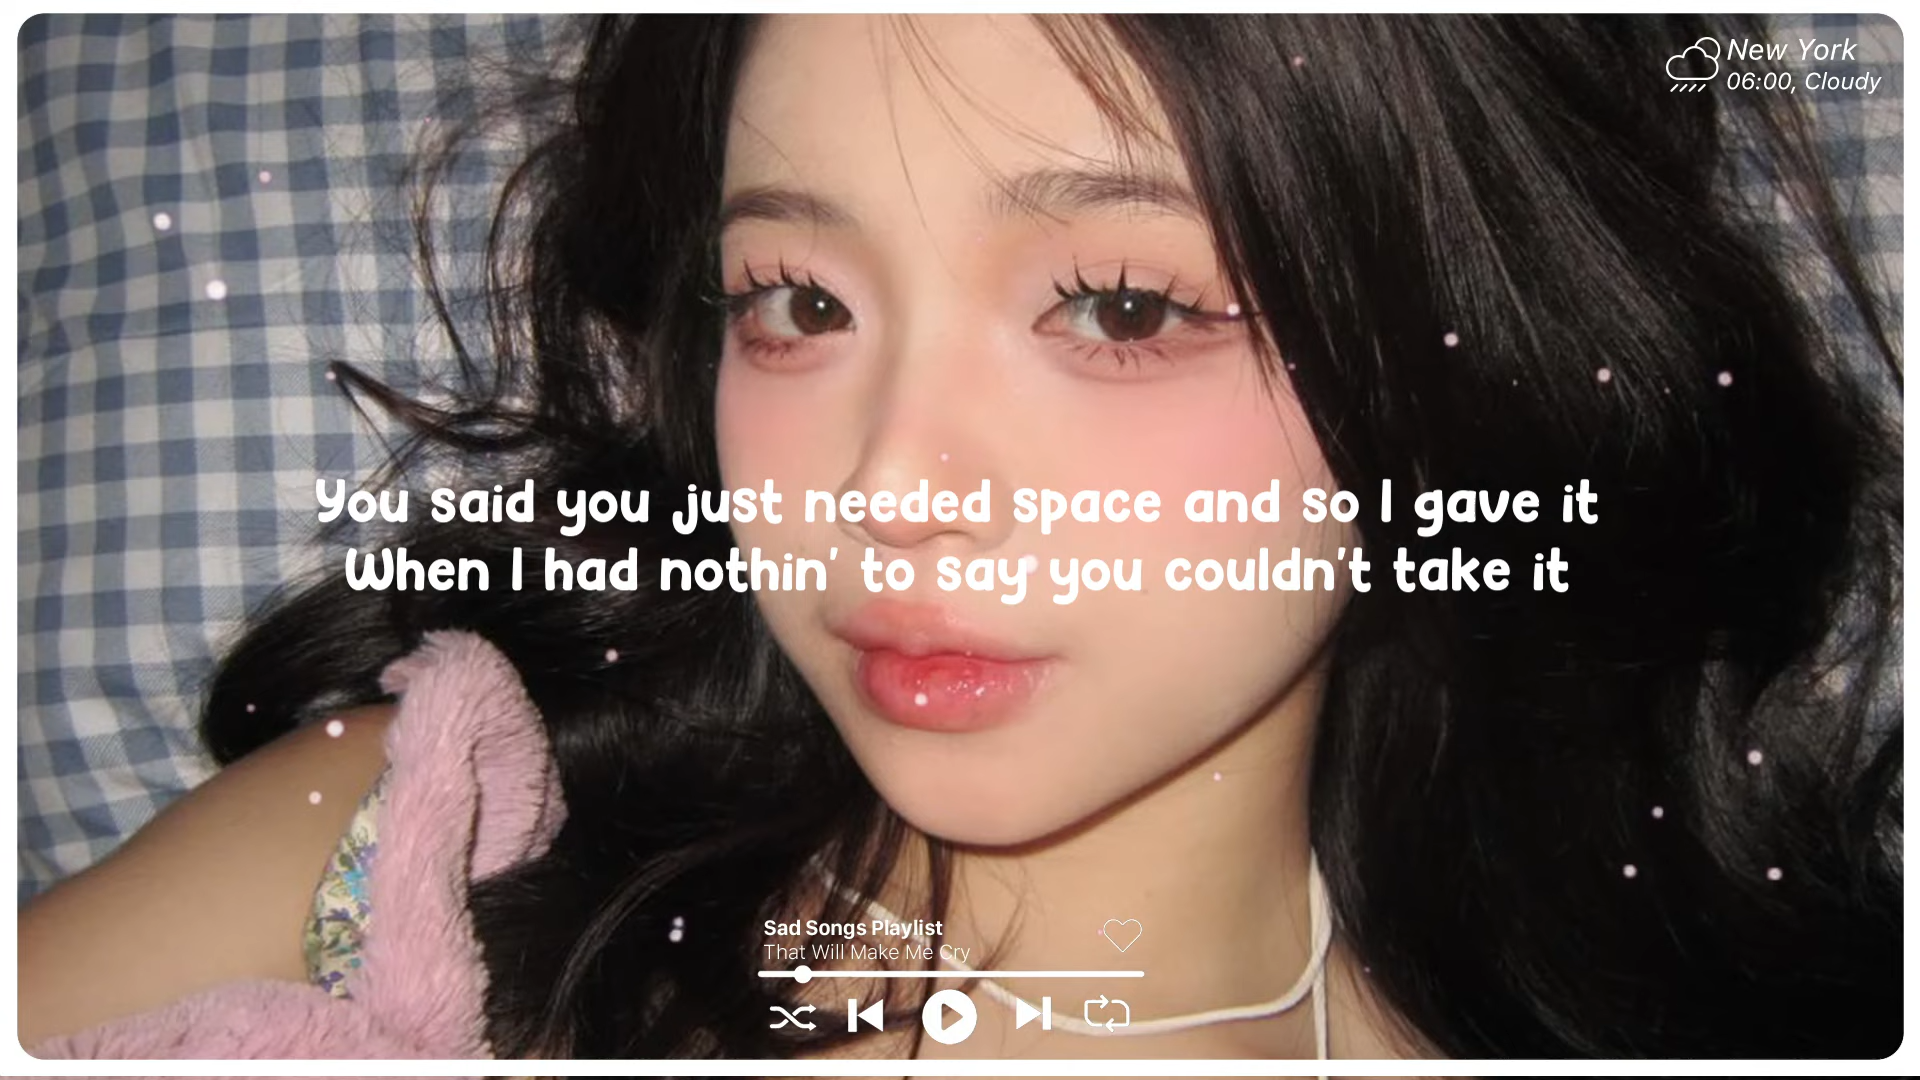 New York
06:00, Cloudy
You said you just needed space and so I gave it
When I had nothin' to say you couldn't take it
Sad Songs Playlist
That Will Make Me Cry